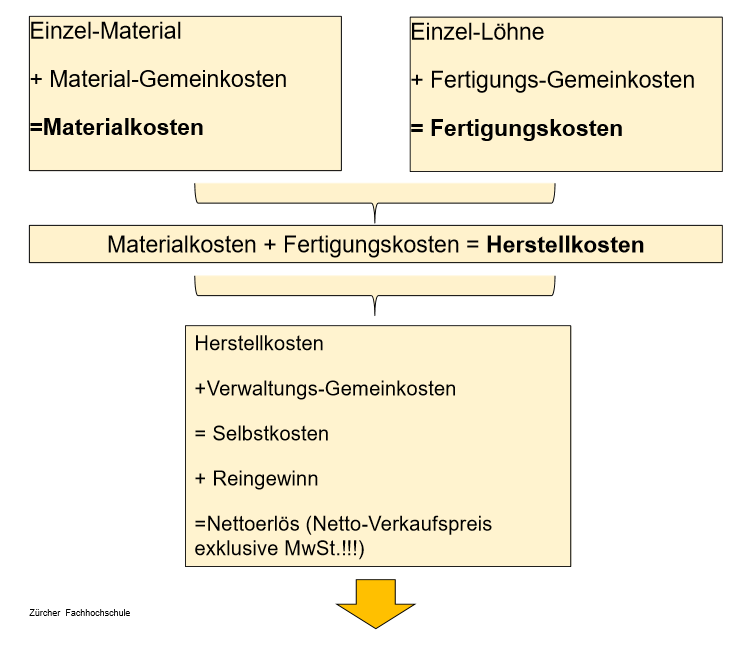 Einzel-Material
+ Material-Gemeinkosten
=Materialkosten
Einzel-Löhne
+ Fertigungs-Gemeinkosten
= Fertigungskosten
Materialkosten + Fertigungskosten = Herstellkosten
Herstellkosten
+Verwaltungs-Gemeinkosten
= Selbstkosten
+ Reingewinn
=Nettoerlös (Netto-Verkaufspreis
exklusive MwSt.!!!)
Zürcher Fachhochschule